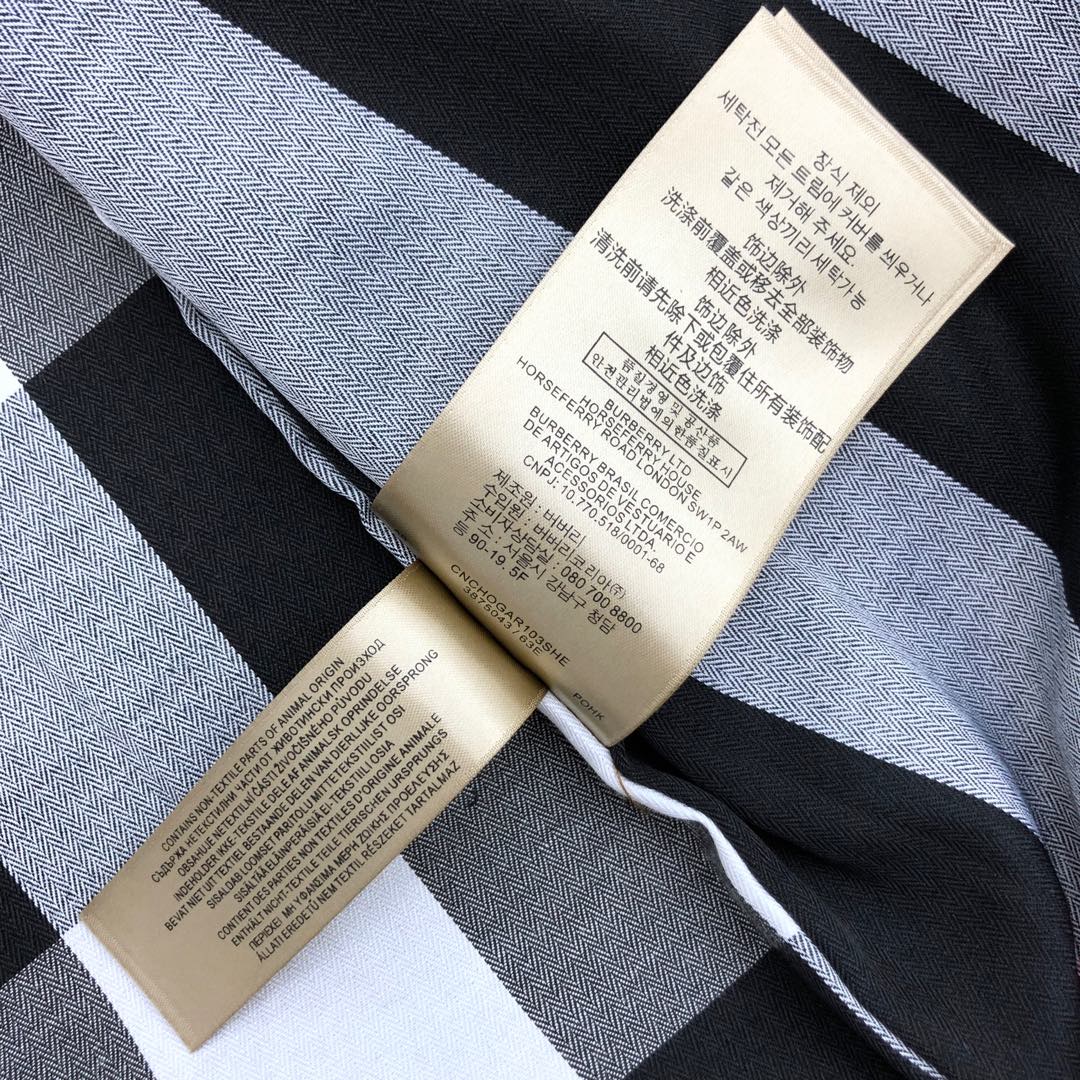 장식 제외
세탁전 모든 트림에 커버를 씌우거나
제거해 주세요.
같은 색상끼리 세탁가능
饰边除外
洗涤前覆盖或移去全部装饰物
相近色洗涤
饰边除外
清洗前请先除下或包覆住所有装饰配
件及边饰
相近色洗涤
품질경영 및 공산품
안전관리법에 의한 품질표시
BURBERRY LTD
HORSEFERRY HOUSE
HORSEFERRY ROAD LONDON SW1P 2AW
BURBERRY BRASIL COMERCIO
DE ARTIGOS DE VESTUARIO E
ACESSORIOS LTDA
CNPJ: 10.770.518/0001-68
제조원 : 버버리
수입원 : 버버리코리아㈜
소비자상담실 : 080 700 8800
주 소 : 서울시 강남구 청담
동 90-19. 5F
CNCHOGAR103SHE
3875043 / 63E
POHK
CONTAINS NON-TEXTILE PARTS OF ANIMAL ORIGIN
СЪДЪРЖА НЕТЕКСТИЛНИ ЧАСТИ ОТ ЖИВОТИНСКИ ПРОИЗХОД
OBSAHUJE NETEXTILNÍ ČÁSTI ŽIVOČIŠNÉHO PŮVODU
INDEHOLDER IKKE-TEKSTILE DELE AF ANIMALSK OPRINDELSE
BEVAT NIET UIT TEXTIEL BESTAANDE DELEN VAN DIERLIJKE OORSPRONG
SISALDAB LOOMSET PÄRITOLU MITTETEKSTIILIST OSI
SISÄLTÄÄ ELÄINPERÄISIÄ EI-TEKSTIILI OSIA
CONTIENT DES PARTIES NON TEXTILES D'ORIGINE ANIMALE
ENTHÄLT NICHT-TEXTILE TEILE TIERISCHEN URSPRUNGS
ΠΕΡΙΕΧΕΙ ΜΗ ΥΦΑΝΣΙΜΑ ΜΕΡΗ ΖΩΙΚΗΣ ΠΡΟΕΛΕΥΣΗΣ
ÁLLATI EREDETŰ NEM TEXTIL RÉSZEKET TARTALMAZ